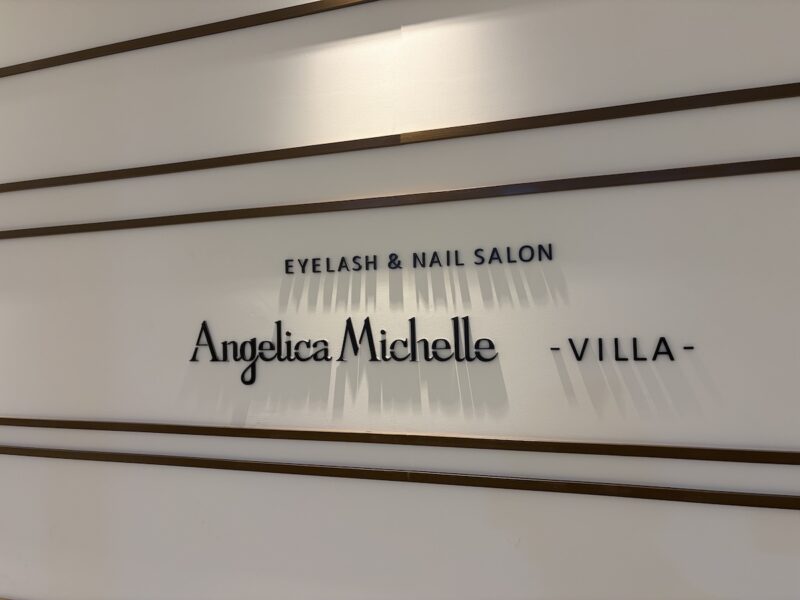 EYELASH & NAIL SALON
Angelica Michelle -VILLA-